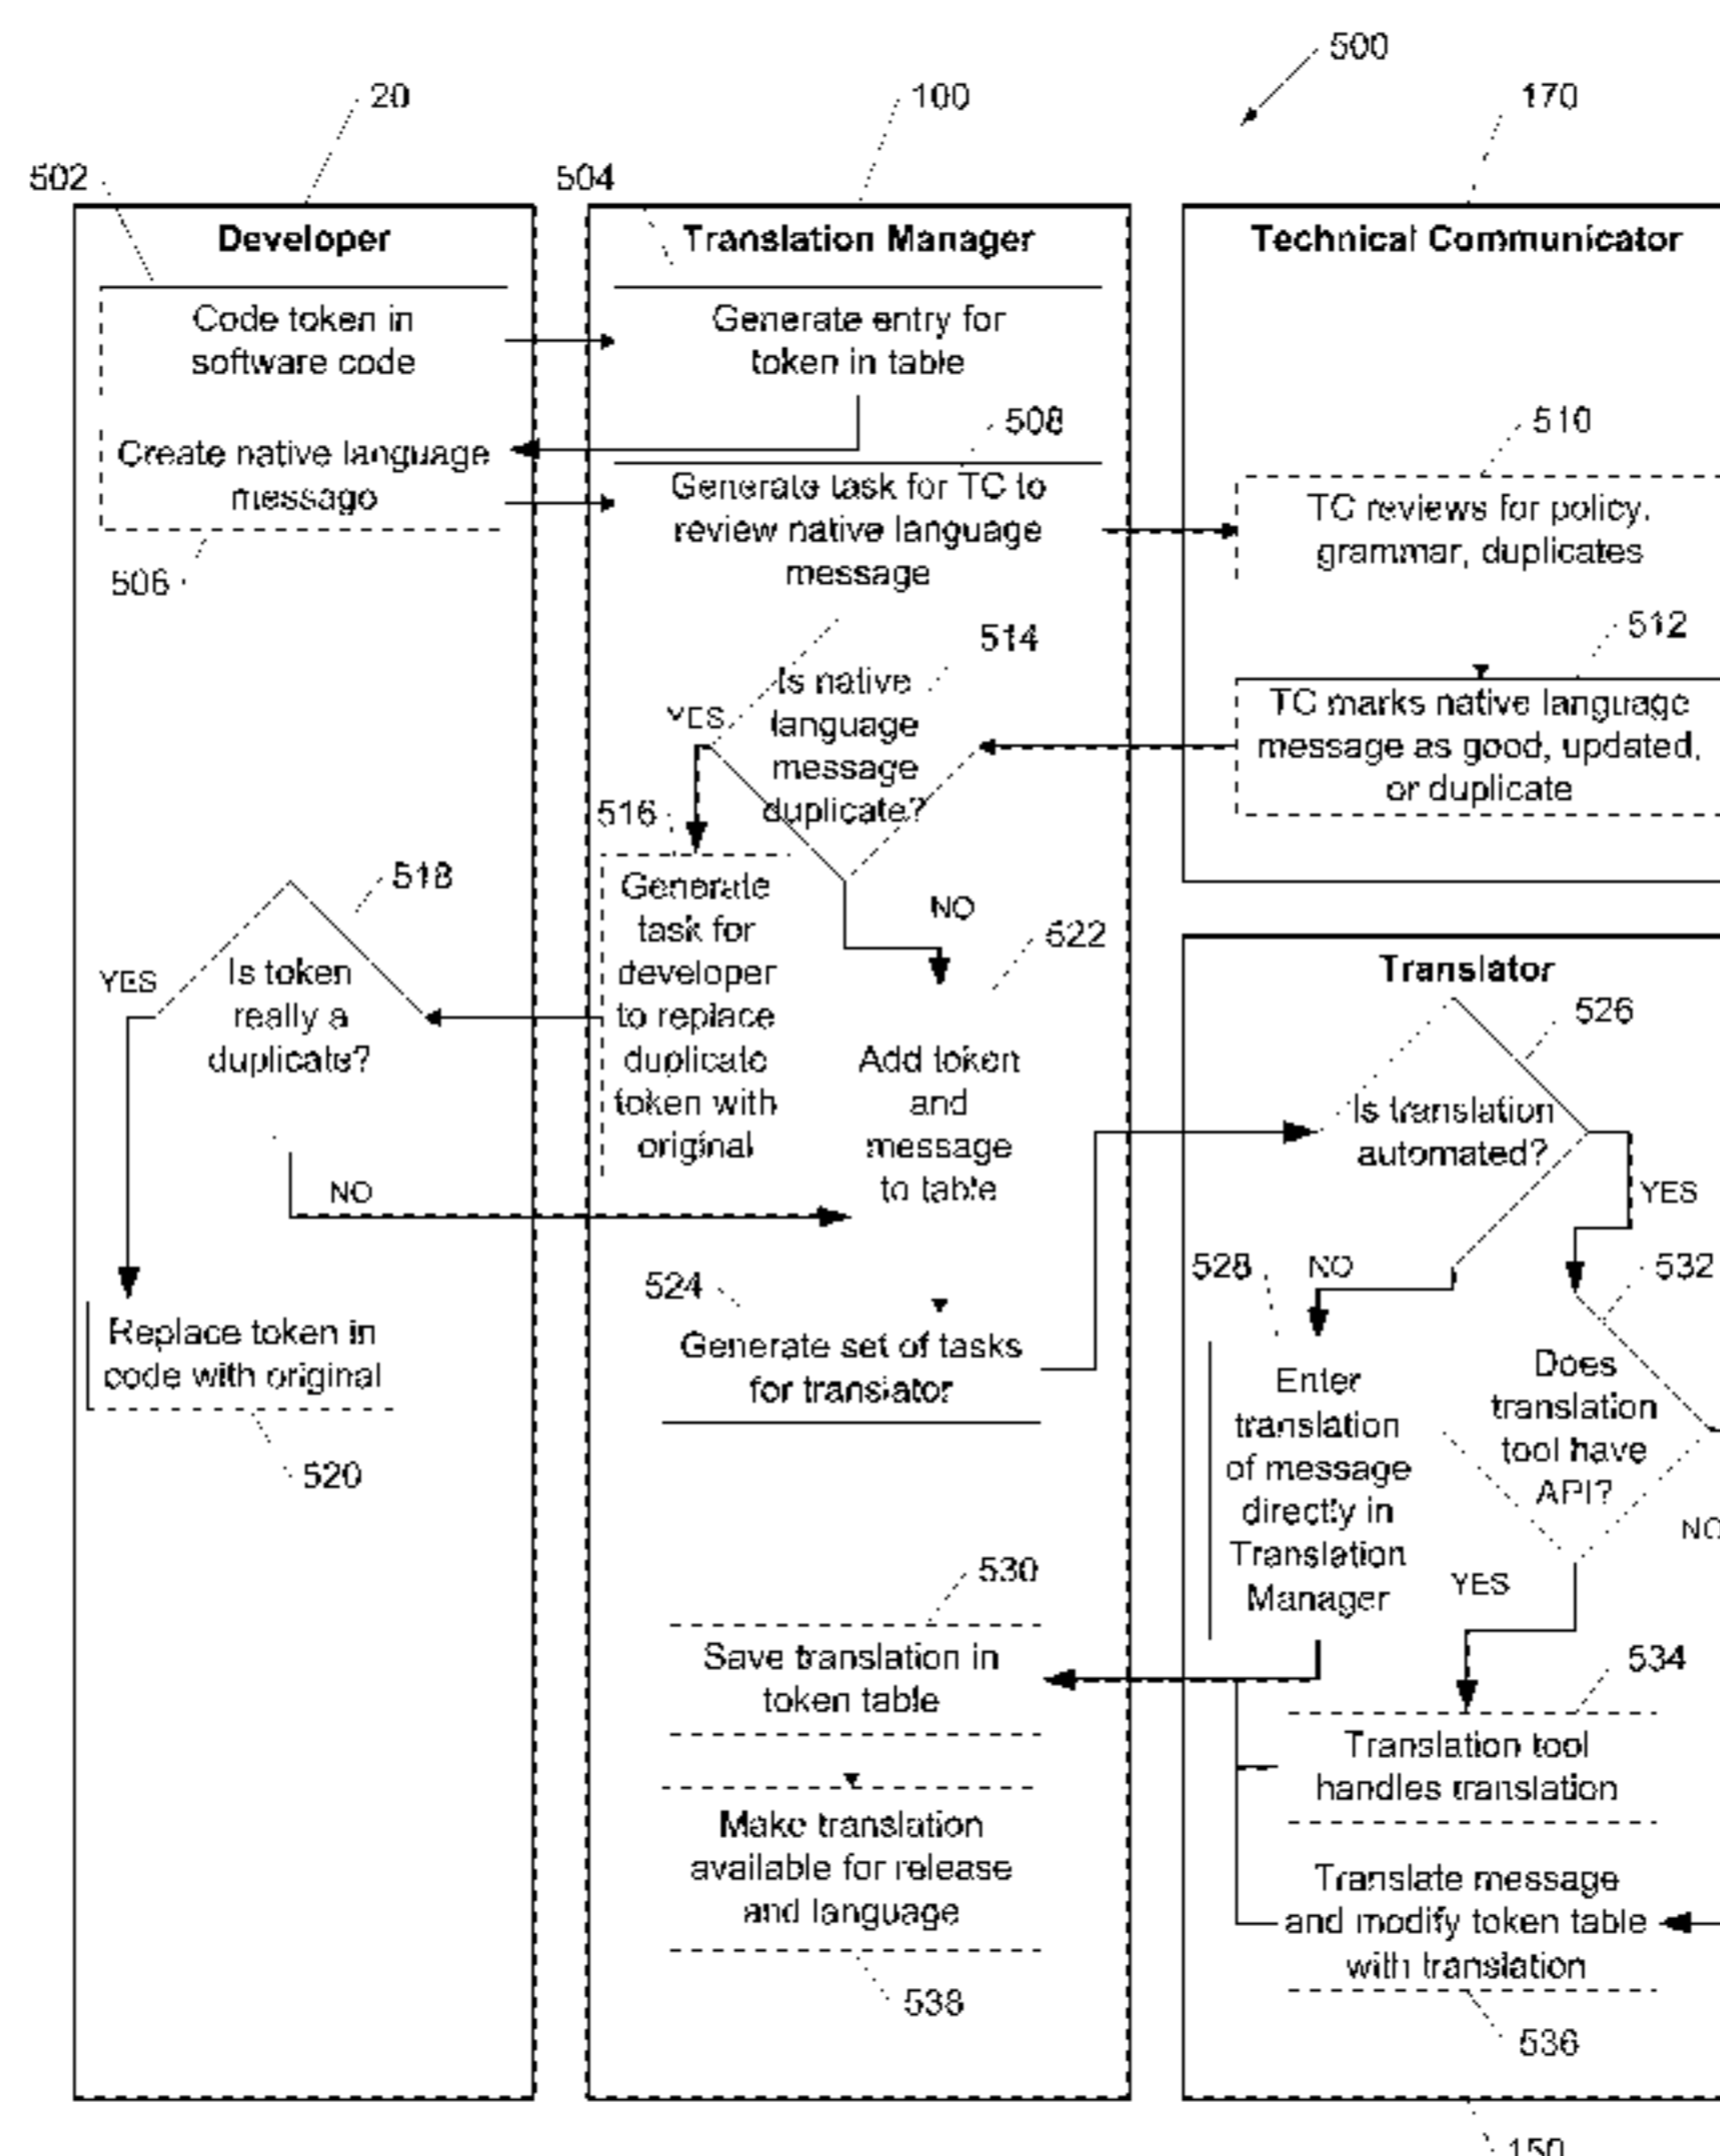 500
20
100
170
502
504
Developer
Translation Manager
Technical Communicator
Code token in
software code
Generate entry for
token in table
508
510
Create native language
message
Generate task for TC to
review native language
message
TC reviews for policy,
grammar, duplicates
506
514
512
Is native
language
message
duplicate?
YES
TC marks native language
message as good, updated,
or duplicate
516
518
NO
522
Generate
task for
developer
to replace
duplicate
token with
original
YES
Is token
really a
duplicate?
Translator
526
Add token
and
message
to table
Is translation
automated?
NO
YES
524
528
NO
532
Replace token in
code with original
Generate set of tasks
for translator
Enter
translation
of message
directly in
Translation
Manager
Does
translation
tool have
API?
520
NO
530
YES
Save translation in
token table
534
Translation tool
handles translation
Make translation
available for release
and language
Translate message
and modify token table
with translation
538
536
150